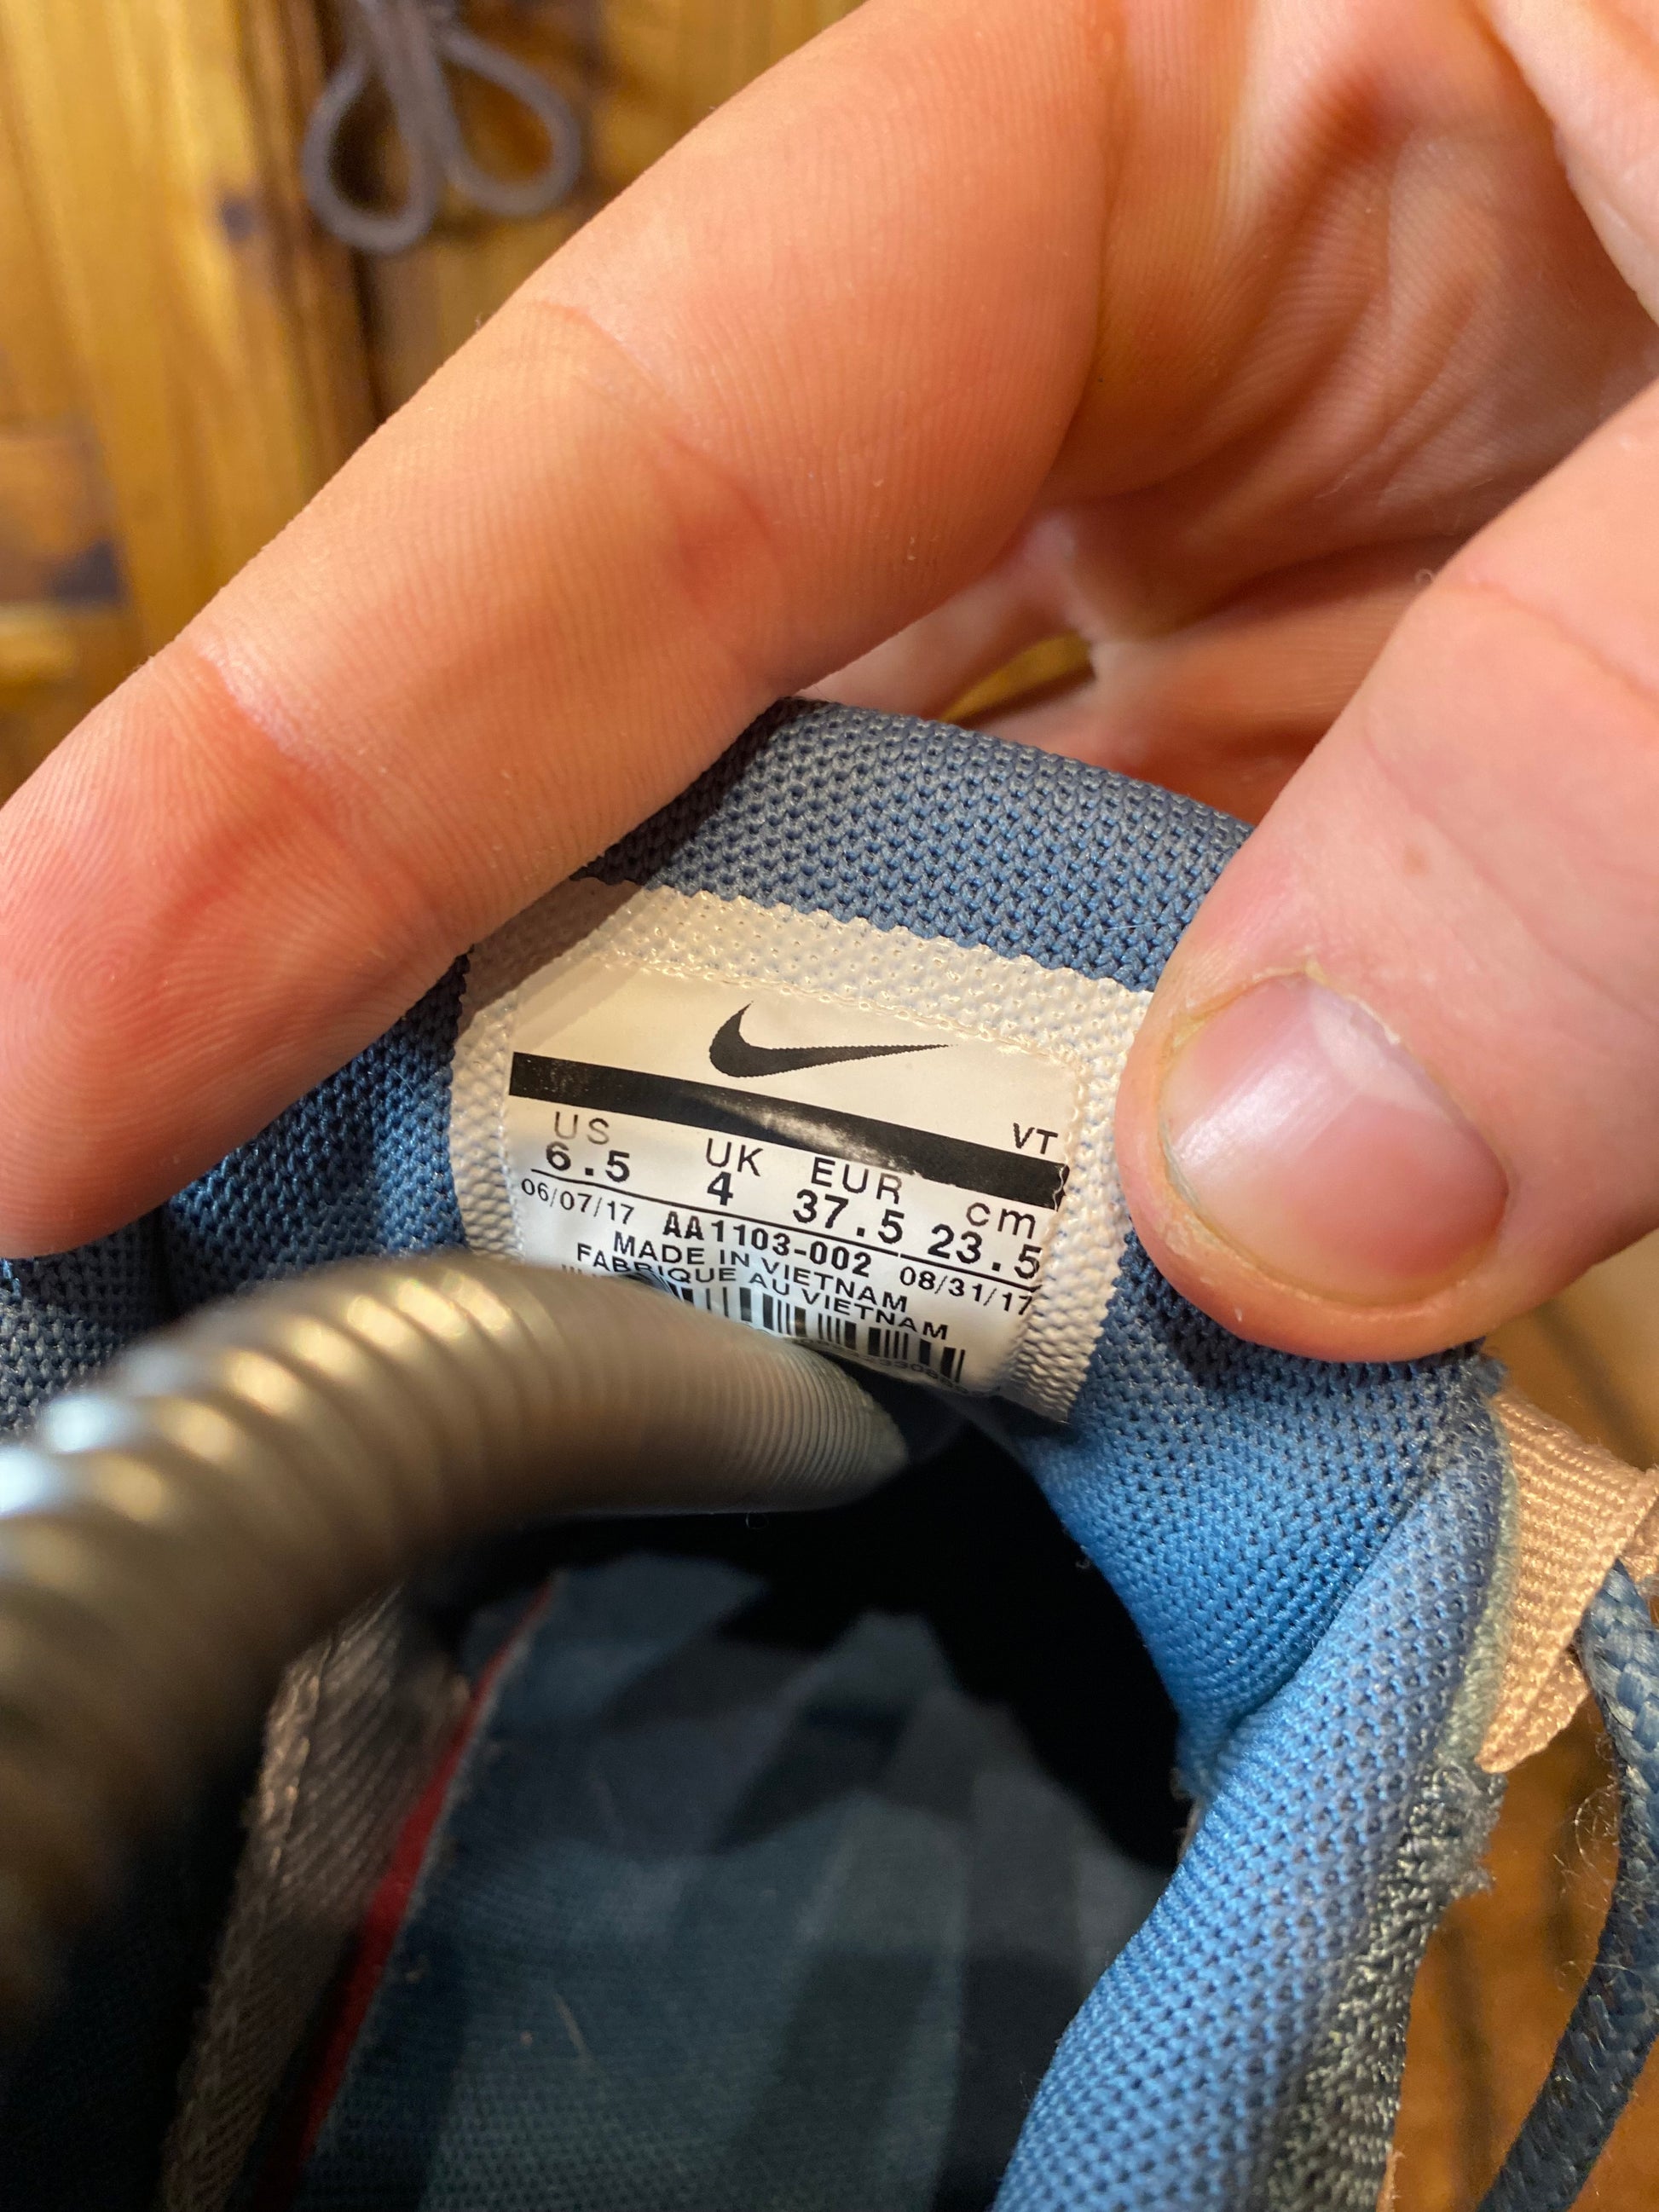 VT
US UK EUR cm
6.5 4 37.5 23.5
06/07/17 AA1103-002 08/31/17
MADE IN VIETNAM
FABRIQUE AU VIETNAM